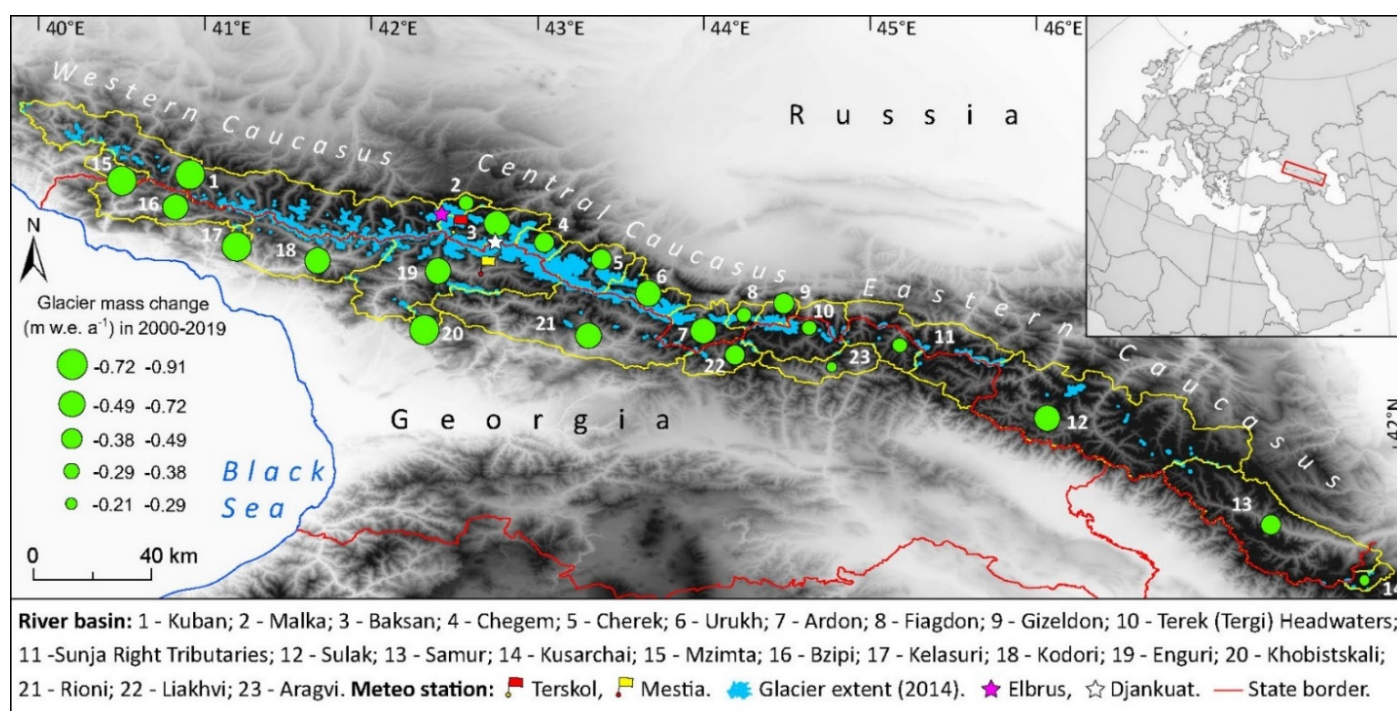 40°E 41°E 42°E 43°E 44°E 45°E 46°E
Western Caucasus
Central Caucasus
Eastern Caucasus
Russia
Georgia
Black
Sea
42°N
N
15
1
16
17
18
2
3
4
5
6
19
20
21
7
8
9
10
22
23
11
12
13
14
Glacier mass change
(m w.e. a⁻¹) in 2000-2019
-0.72 -0.91
-0.49 -0.72
-0.38 -0.49
-0.29 -0.38
-0.21 -0.29
0 40 km
River basin: 1 - Kuban; 2 - Malka; 3 - Baksan; 4 - Chegem; 5 - Cherek; 6 - Urukh; 7 - Ardon; 8 - Fiagdon; 9 - Gizeldon; 10 - Terek (Tergi) Headwaters;
11 -Sunja Right Tributaries; 12 - Sulak; 13 - Samur; 14 - Kusarchai; 15 - Mzimta; 16 - Bzipi; 17 - Kelasuri; 18 - Kodori; 19 - Enguri; 20 - Khobistskali;
21 - Rioni; 22 - Liakhvi; 23 - Aragvi. Meteo station: Terskol, Mestia. Glacier extent (2014). Elbrus, Djankuat. State border.